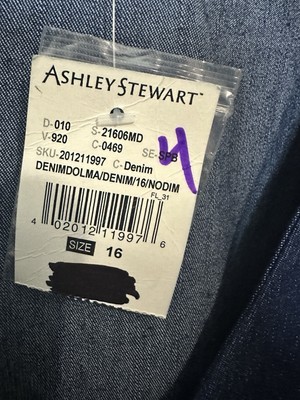 ASHLEY STEWART™
D-010 S-21606MD
V-920 C-0469 SE-SPB
SKU-201211997 C-Denim
DENIMDOLMA/DENIM/16/NODIM
FL_31
4 02012 11997 6
SIZE 16
4